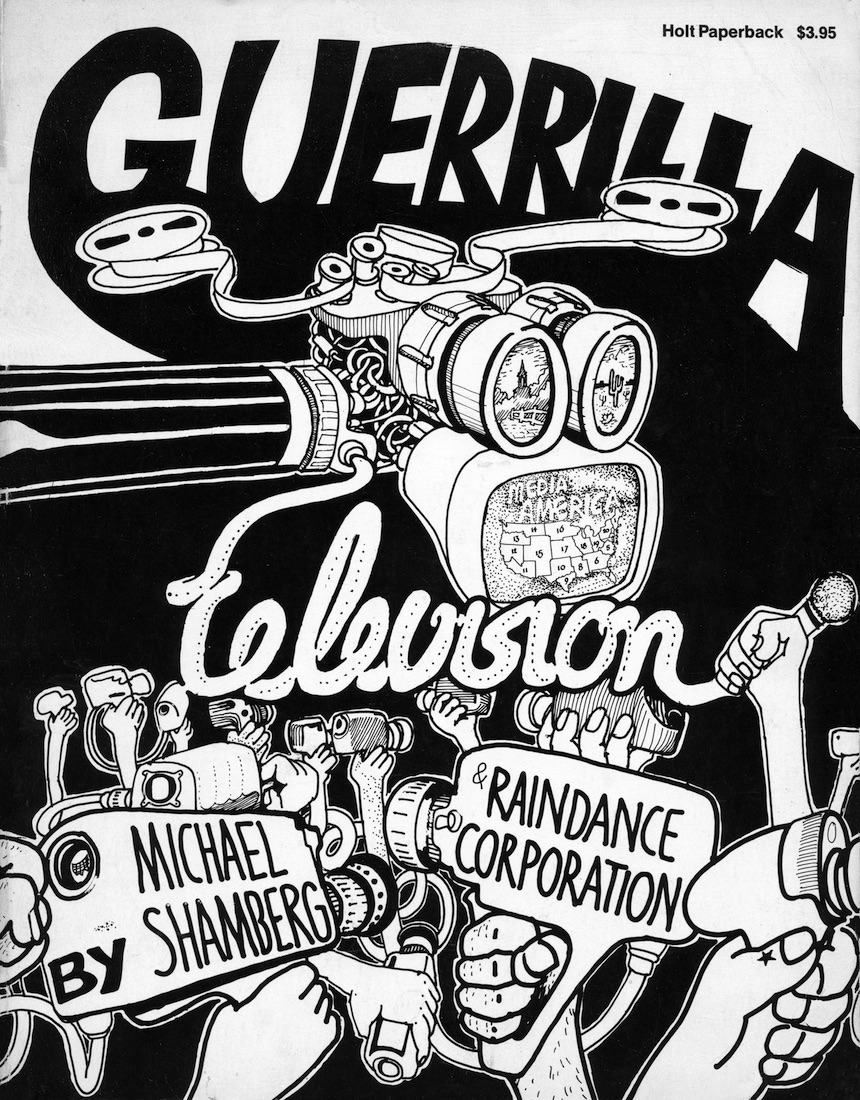 Holt Paperback $3.95
GUERRILLA
MEDIA
AMERICA
television
& RAINDANCE
CORPORATION
MICHAEL
SHAMBERG
BY